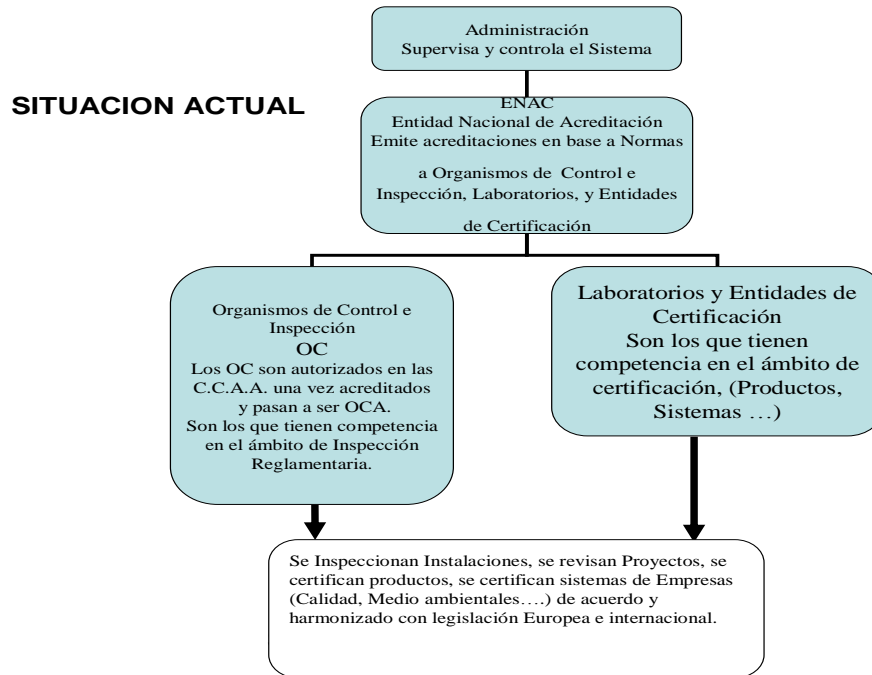 Administración
Supervisa y controla el Sistema
SITUACION ACTUAL
ENAC
Entidad Nacional de Acreditación
Emite acreditaciones en base a Normas
a Organismos de Control e
Inspección, Laboratorios, y Entidades
de Certificación
Organismos de Control e
Inspección
OC
Los OC son autorizados en las
C.C.A.A. una vez acreditados
y pasan a ser OCA.
Son los que tienen competencia
en el ámbito de Inspección
Reglamentaria.
Laboratorios y Entidades de
Certificación
Son los que tienen
competencia en el ámbito de
certificación, (Productos,
Sistemas …)
Se Inspeccionan Instalaciones, se revisan Proyectos, se
certifican productos, se certifican sistemas de Empresas
(Calidad, Medio ambientales….) de acuerdo y
harmonizado con legislación Europea e internacional.